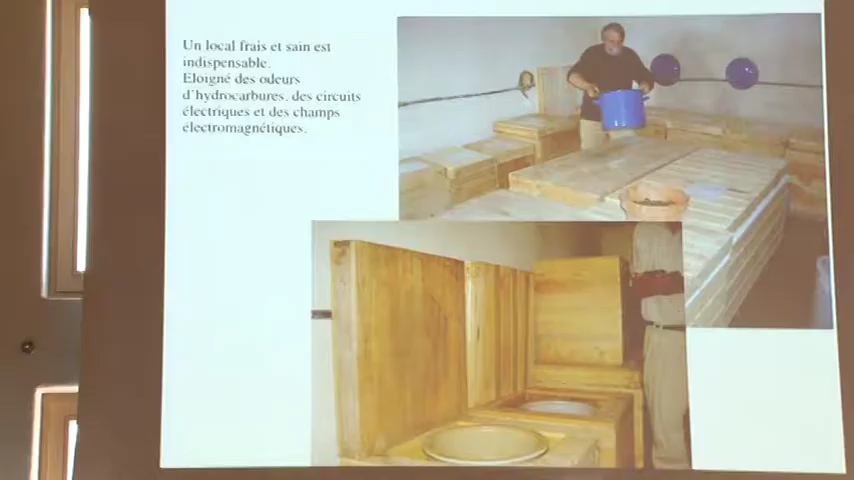 Un local frais et sain est
indispensable.
Eloigné des odeurs
d'hydrocarbures, des circuits
électriques et des champs
électromagnétiques.